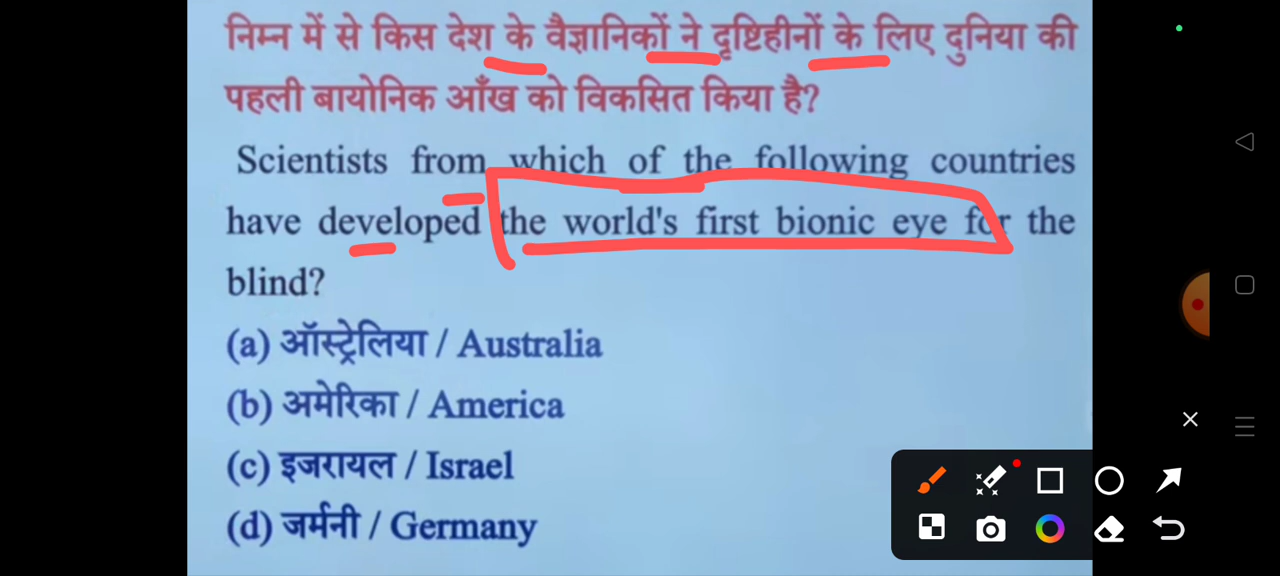 निम्न में से किस देश के वैज्ञानिकों ने दृष्टिहीनों के लिए दुनिया की
पहली बायोनिक आँख को विकसित किया है?
Scientists from which of the following countries
have developed the world's first bionic eye for the
blind?
(a) ऑस्ट्रेलिया / Australia
(b) अमेरिका / America
(c) इजरायल / Israel
(d) जर्मनी / Germany